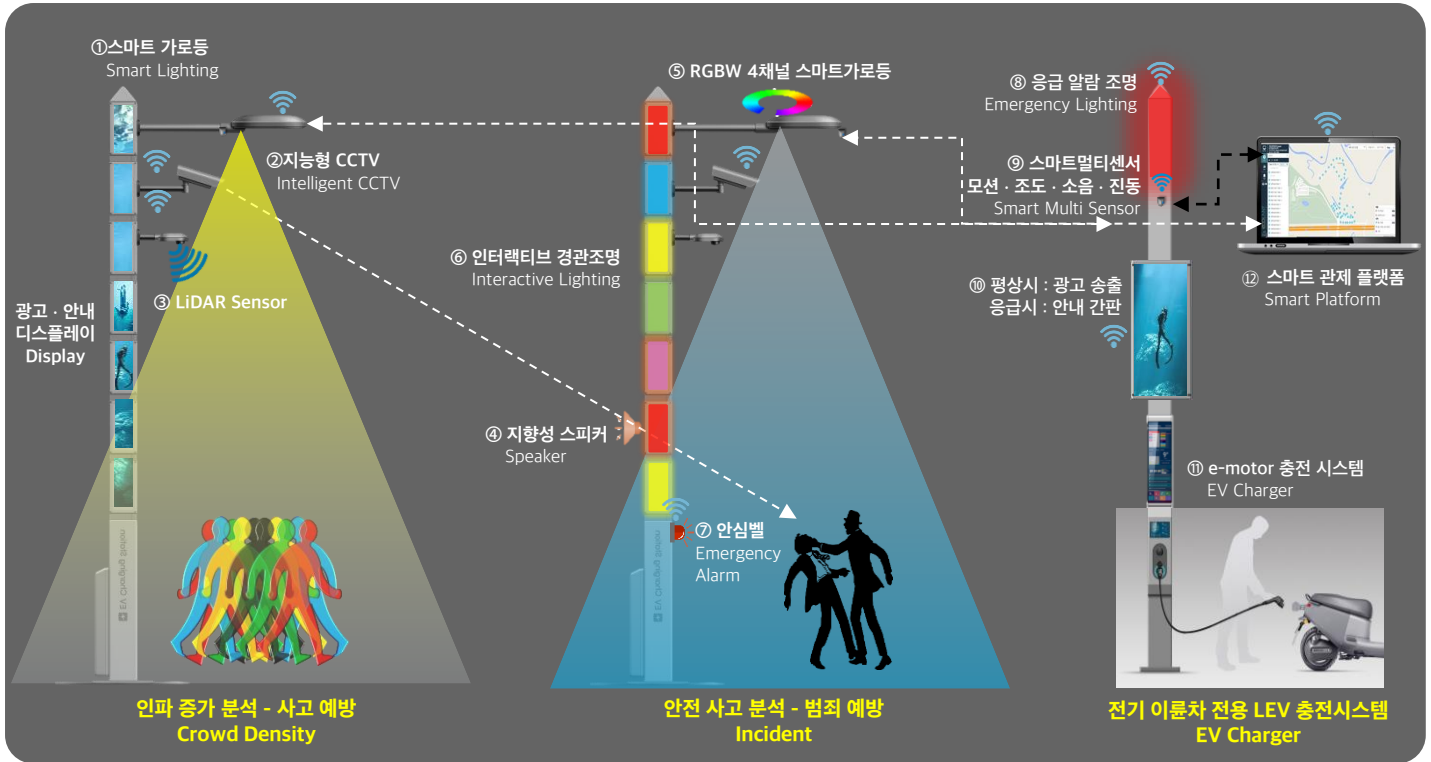 ①스마트 가로등
Smart Lighting
②지능형 CCTV
Intelligent CCTV
③ LiDAR Sensor
광고 · 안내
디스플레이
Display
인파 증가 분석 - 사고 예방
Crowd Density
⑤ RGBW 4채널 스마트가로등
⑥ 인터랙티브 경관조명
Interactive Lighting
④ 지향성 스피커
Speaker
⑦ 안심벨
Emergency
Alarm
EV Charging Station
EV Charging Station
안전 사고 분석 - 범죄 예방
Incident
⑧ 응급 알람 조명
Emergency Lighting
⑨ 스마트멀티센서
모션 · 조도 · 소음 · 진동
Smart Multi Sensor
⑩ 평상시 : 광고 송출
응급시 : 안내 간판
⑫ 스마트 관제 플랫폼
Smart Platform
⑪ e-motor 충전 시스템
EV Charger
전기 이륜차 전용 LEV 충전시스템
EV Charger